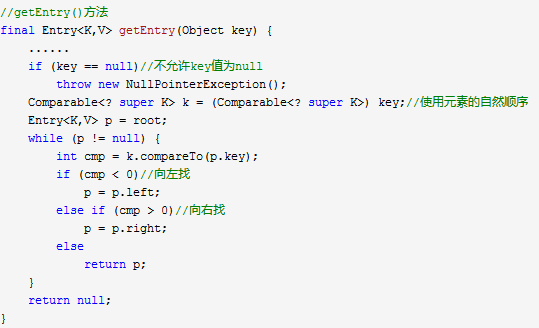 //getEntry()方法
final Entry<K,V> getEntry(Object key) {
    ......
    if (key == null)//不允许key值为null
        throw new NullPointerException();
    Comparable<? super K> k = (Comparable<? super K>) key;//使用元素的自然顺序
    Entry<K,V> p = root;
    while (p != null) {
        int cmp = k.compareTo(p.key);
        if (cmp < 0)//向左找
            p = p.left;
        else if (cmp > 0)//向右找
            p = p.right;
        else
            return p;
    }
    return null;
}